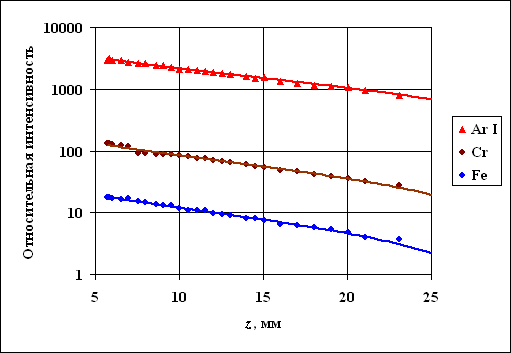 10000
1000
100
10
1
Относительная интенсивность
5
10
15
20
25
z, мм
Ar I
Cr
Fe